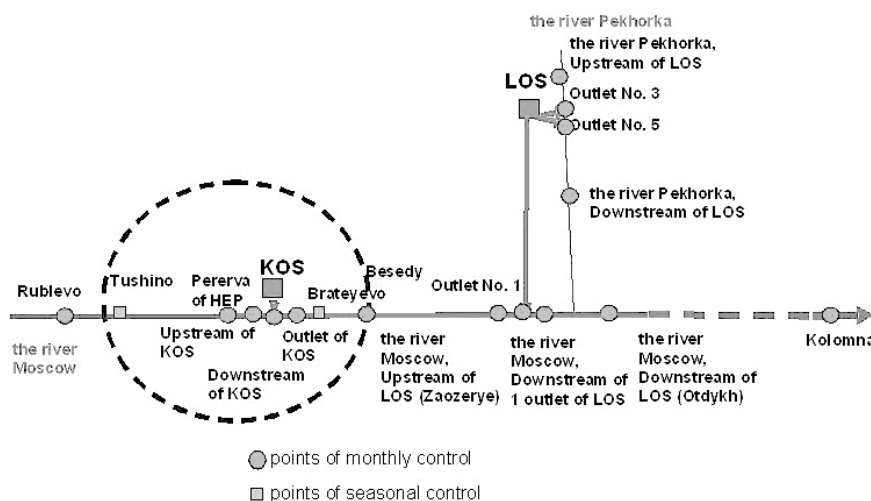 the river Pekhorka
the river Pekhorka,
Upstream of LOS
LOS
Outlet No. 3
Outlet No. 5
the river Pekhorka,
Downstream of LOS
Rublevo
Tushino
Pererva
of HEP
KOS
Brateyevo
Besedy
Outlet No. 1
the river
Moscow
Upstream of
KOS
Downstream
of KOS
Outlet of
KOS
the river
Moscow,
Upstream of
LOS (Zaozerye)
the river
Moscow,
Downstream of
1 outlet of LOS
the river
Moscow,
Downstream of
LOS (Otdykh)
Kolomna
points of monthly control
points of seasonal control